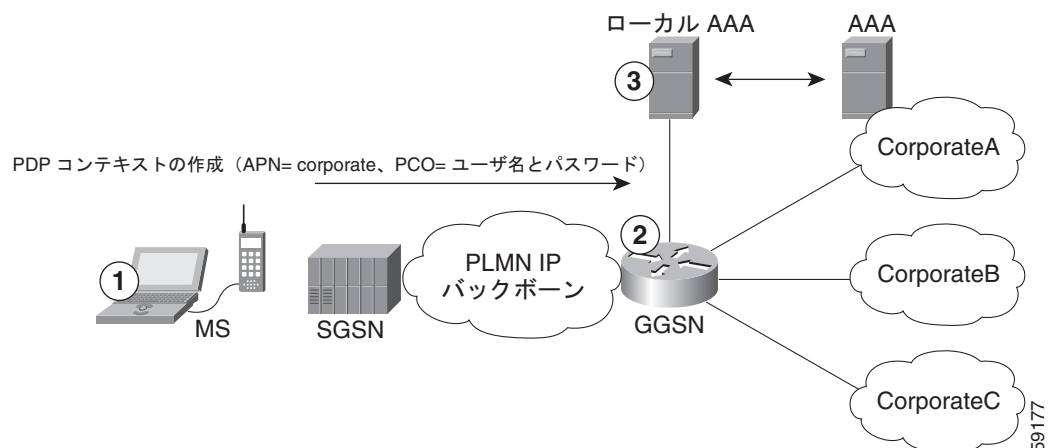 ローカル AAA
AAA
3
CorporateA
PDP コンテキストの作成（APN= corporate、PCO= ユーザ名とパスワード）
2
1
PLMN IP
バックボーン
CorporateB
MS
SGSN
GGSN
CorporateC
59177